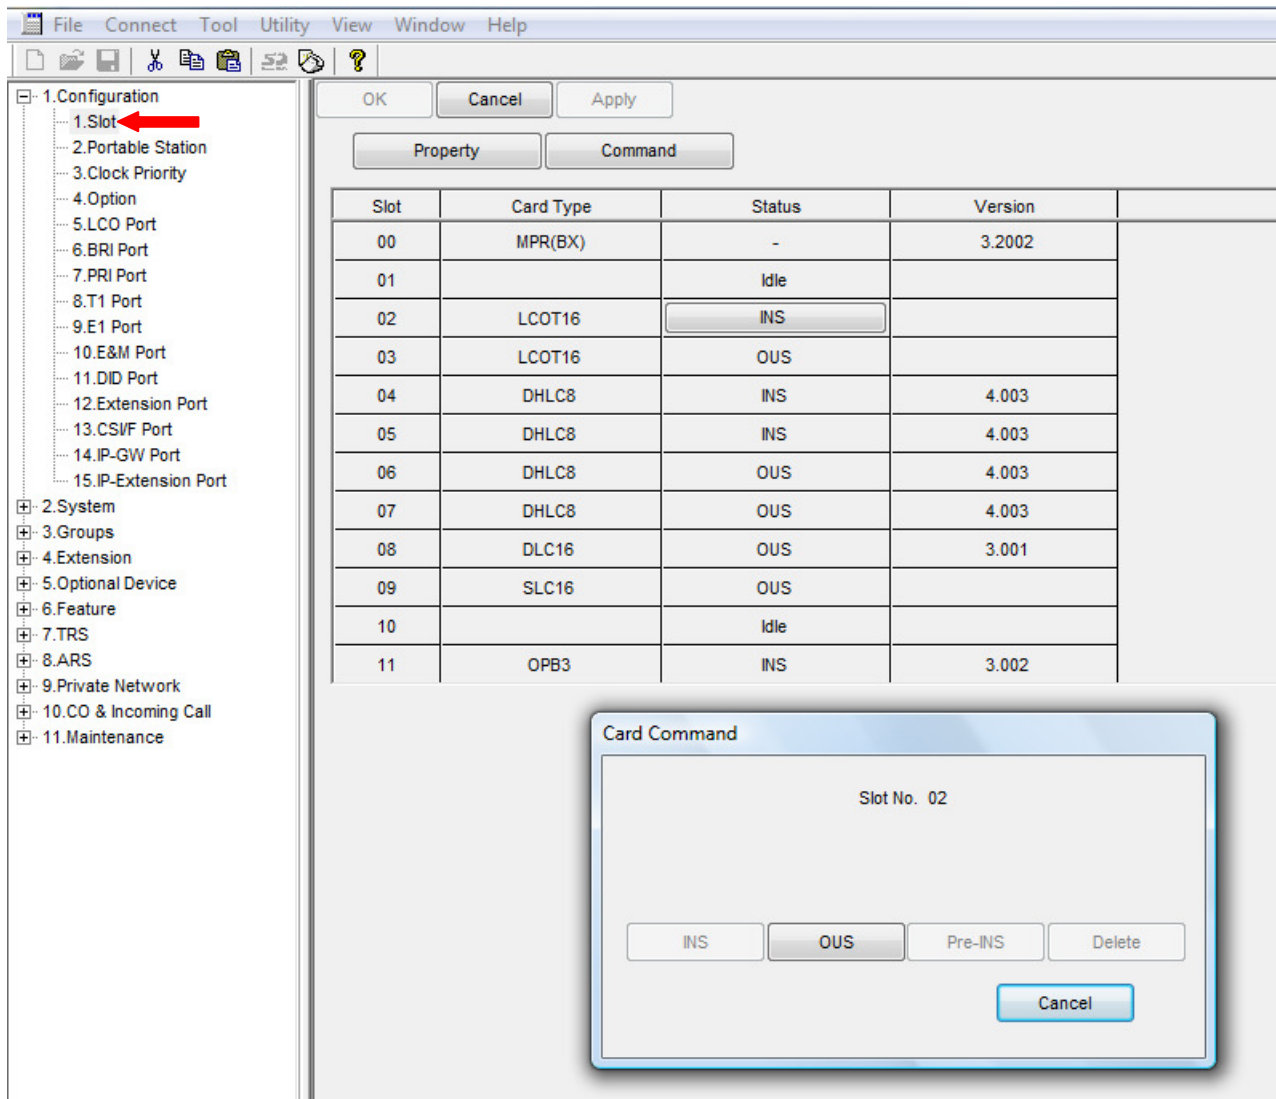 File Connect Tool Utility View Window Help
1.Configuration
1.Slot
2.Portable Station
3.Clock Priority
4.Option
5.LCO Port
6.BRI Port
7.PRI Port
8.T1 Port
9.E1 Port
10.E&M Port
11.DID Port
12.Extension Port
13.CSI/F Port
14.IP-GW Port
15.IP-Extension Port
2.System
3.Groups
4.Extension
5.Optional Device
6.Feature
7.TRS
8.ARS
9.Private Network
10.CO & Incoming Call
11.Maintenance
OK Cancel Apply
Property Command
Slot Card Type Status Version
00 MPR(BX) - 3.2002
01 Idle
02 LCOT16 INS
03 LCOT16 OUS
04 DHLC8 INS 4.003
05 DHLC8 INS 4.003
06 DHLC8 OUS 4.003
07 DHLC8 OUS 4.003
08 DLC16 OUS 3.001
09 SLC16 OUS
10 Idle
11 OPB3 INS 3.002
Card Command
Slot No. 02
INS OUS Pre-INS Delete
Cancel